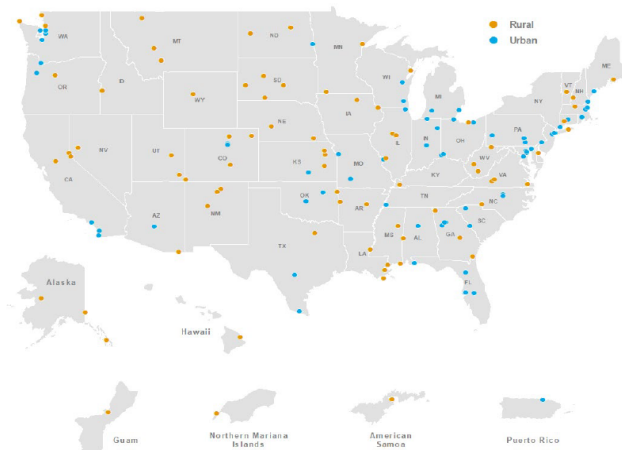 Rural
Urban
WA
MT
ND
MN
ME
VT
NH
OR
ID
SD
WI
MI
NY
WY
IA
NE
PA
NV
UT
CO
IL
IN
OH
WV
VA
KS
MO
KY
CA
NC
TN
OK
AR
SC
AZ
NM
MS
AL
GA
TX
LA
FL
Alaska
Hawaii
Guam
Northern Mariana
Islands
American
Samoa
Puerto Rico